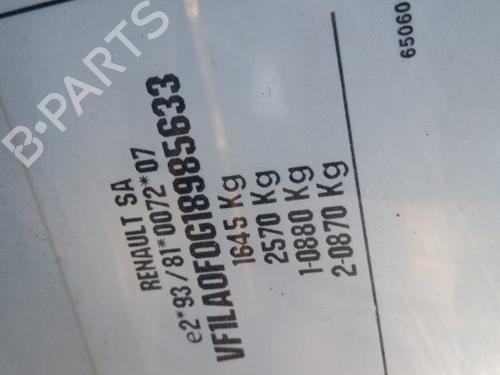 RENAULT SA
e2*93/81*0072*07
VF1LA0F0G18985633
1645 Kg
2570 Kg
1-0880 Kg
2-0870 Kg
65060
B-PARTS